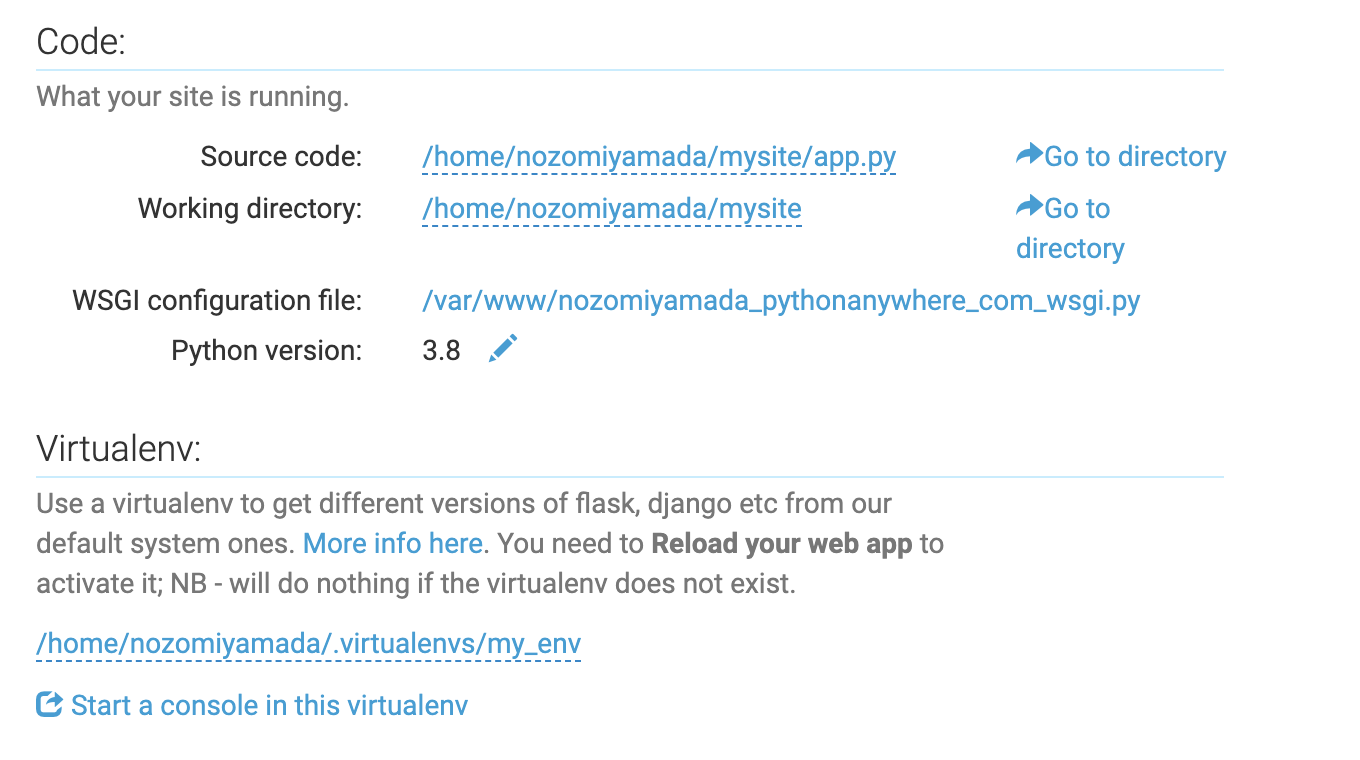 Code:
What your site is running.
Source code: /home/nozomiyamada/mysite/app.py Go to directory
Working directory: /home/nozomiyamada/mysite Go to
directory
WSGI configuration file: /var/www/nozomiyamada_pythonanywhere_com_wsgi.py
Python version: 3.8
Virtualenv:
Use a virtualenv to get different versions of flask, django etc from our
default system ones. More info here. You need to Reload your web app to
activate it; NB - will do nothing if the virtualenv does not exist.
/home/nozomiyamada/.virtualenvs/my_env
Start a console in this virtualenv